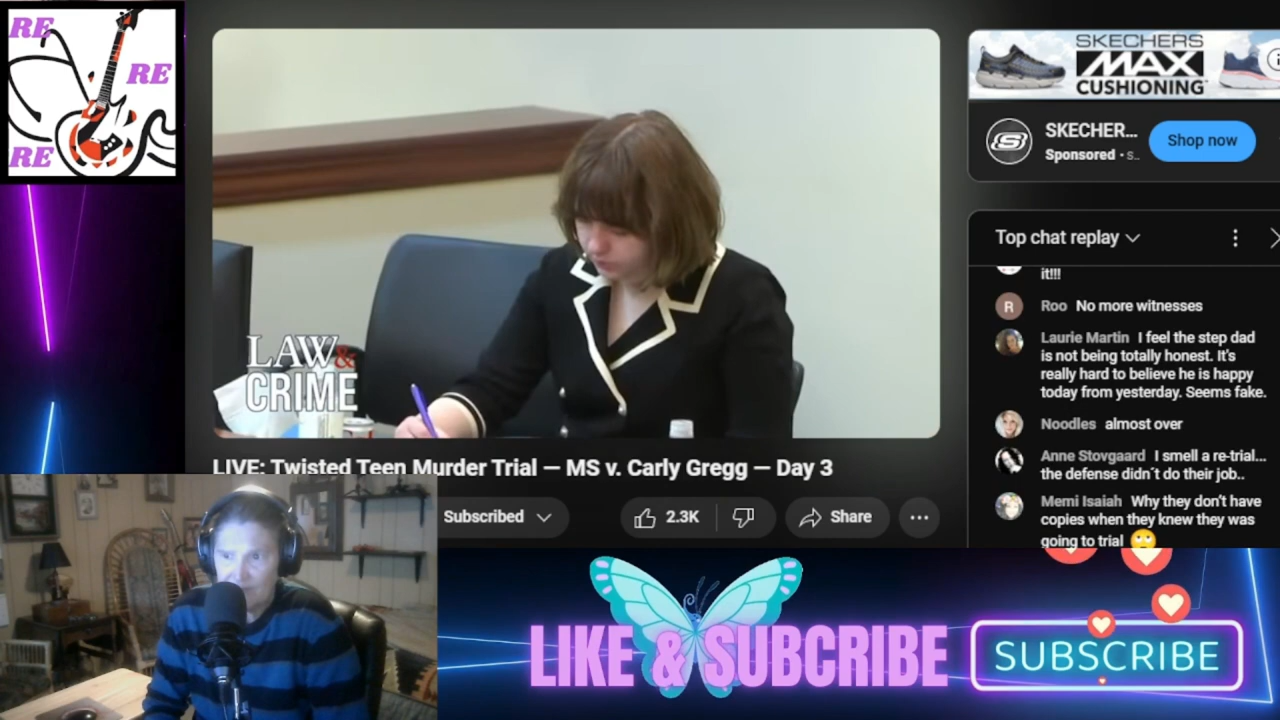 RE
RE
RE
LAW&
CRIME
LIVE: Twisted Teen Murder Trial — MS v. Carly Gregg — Day 3
Subscribed
2.3K
Share
SKECHERS
MAX
CUSHIONING
SKECHER...
Sponsored • s..
Shop now
Top chat replay
it!!!
R
Roo No more witnesses
Laurie Martin I feel the step dad
is not being totally honest. It's
really hard to believe he is happy
today from yesterday. Seems fake.
Noodles almost over
Anne Stovgaard I smell a re-trial...
the defense didn´t do their job..
Memi Isaiah Why they don't have
copies when they knew they was
going to trial 🙄
LIKE & SUBCRIBE
SUBSCRIBE